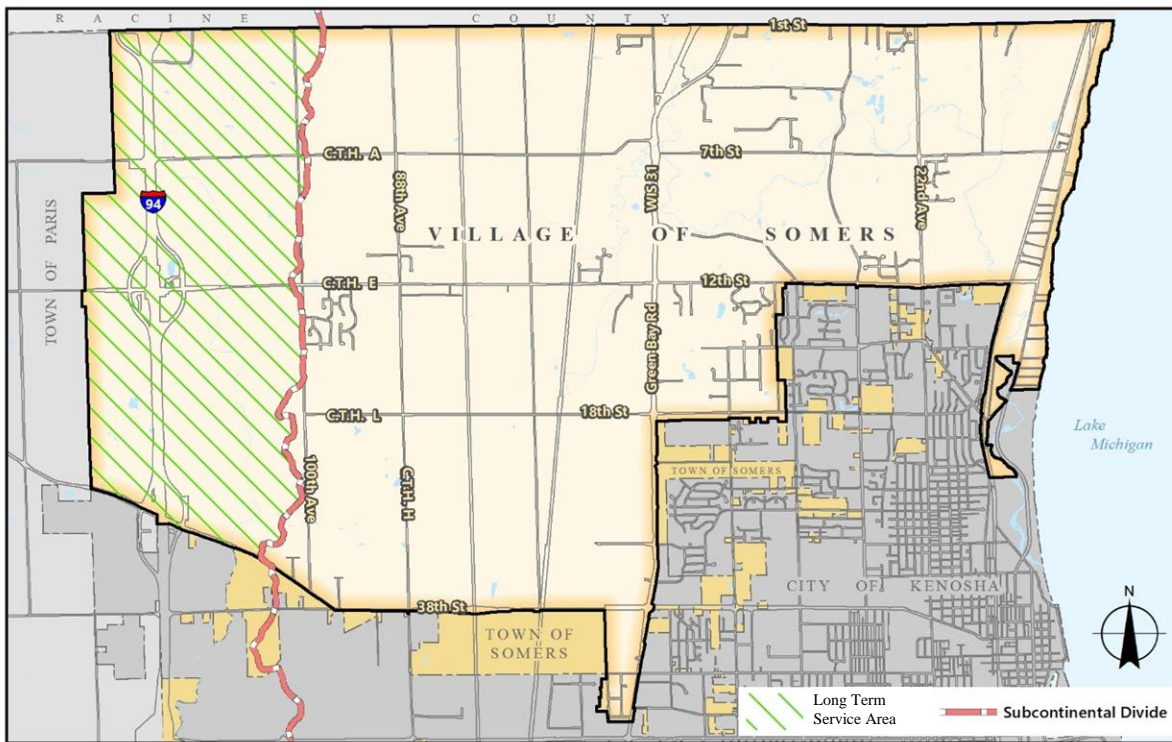 RACINE COUNTY
1st St
C.T.H. A
7th St
94
88th Ave
WIS 31
22nd Ave
TOWN OF PARIS
VILLAGE OF SOMERS
C.T.H. E
12th St
Green Bay Rd
C.T.H. L
18th St
Lake
Michigan
100th Ave
C.T.H. H
TOWN OF SOMERS
CITY OF KENOSHA
38th St
TOWN OF
SOMERS
N
Long Term
Service Area
Subcontinental Divide